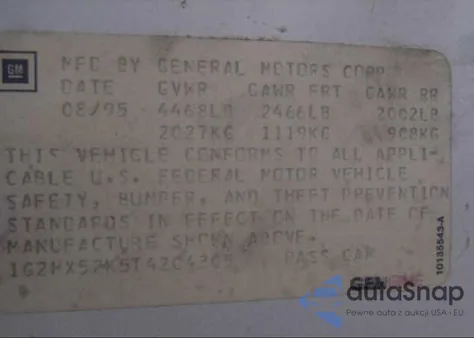 GM
MFD BY GENERAL MOTORS CORP
DATE GVWR GAWR FRT GAWR RR
08/95 4468LB 2466LB 2002LB
2027KG 1119KG 908KG
THIS VEHICLE CONFORMS TO ALL APPLI-
CABLE U.S. FEDERAL MOTOR VEHICLE
SAFETY, BUMPER, AND THEFT PREVENTION
STANDARDS IN EFFECT ON THE DATE OF
MANUFACTURE SHOWN ABOVE.
PASS CAR
10135543-A
autaSnap
Pewne auta z aukcji USA i EU